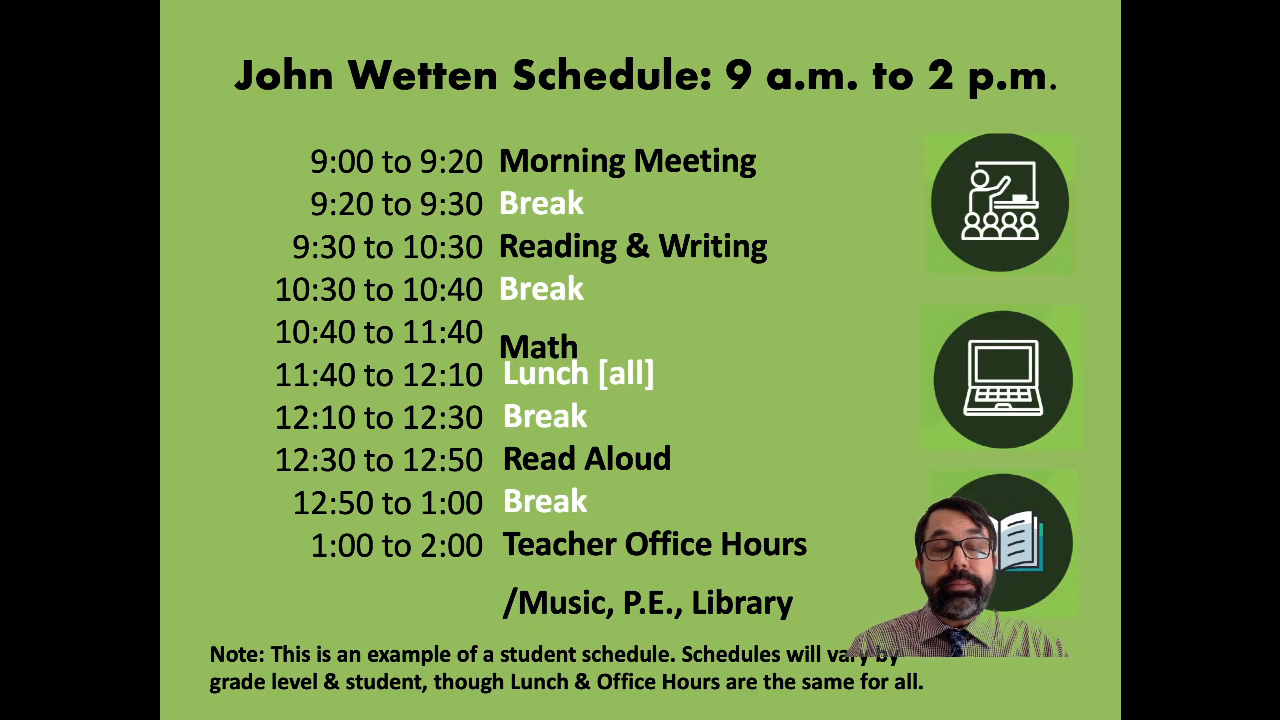 John Wetten Schedule: 9 a.m. to 2 p.m.
9:00 to 9:20 Morning Meeting
9:20 to 9:30 Break
9:30 to 10:30 Reading & Writing
10:30 to 10:40 Break
10:40 to 11:40 Math
11:40 to 12:10 Lunch [all]
12:10 to 12:30 Break
12:30 to 12:50 Read Aloud
12:50 to 1:00 Break
1:00 to 2:00 Teacher Office Hours
/Music, P.E., Library
Note: This is an example of a student schedule. Schedules will vary by
grade level & student, though Lunch & Office Hours are the same for all.